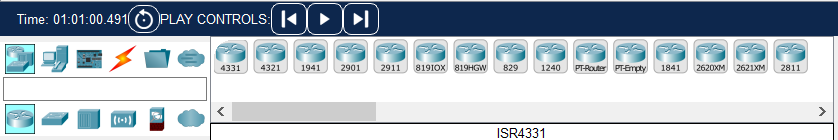 Time: 01:01:00.491 PLAY CONTROLS:
4331 4321 1941 2901 2911 819IOX 819HGW 829 1240 PT-Router PT-Empty 1841 2620XM 2621XM 2811
ISR4331